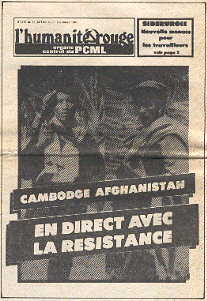 l'humanité rouge
organe
central du PCML
SIDERURGIE
Nouvelle menace
pour
les travailleurs
voir page 3
CAMBODGE AFGHANISTAN
EN DIRECT AVEC
LA RESISTANCE